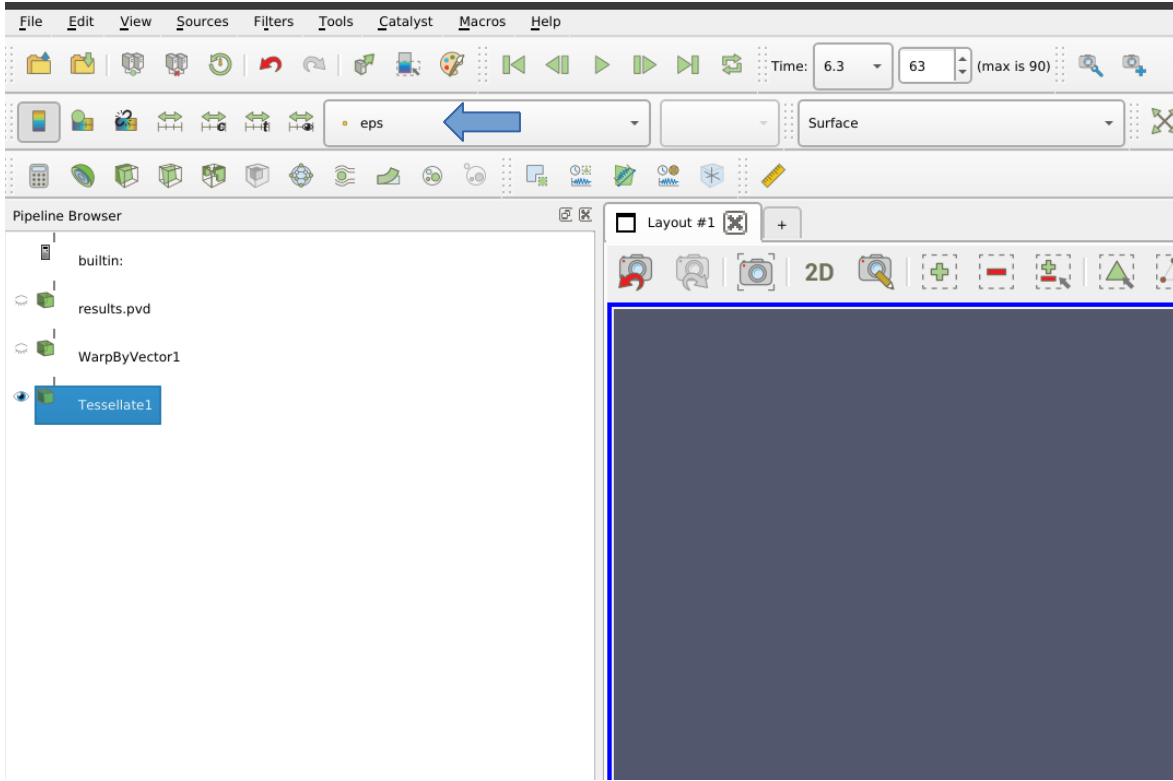 File Edit View Sources Filters Tools Catalyst Macros Help
Time: 6.3 63 (max is 90)
eps Surface
Pipeline Browser
Layout #1 +
builtin:
2D
results.pvd
WarpByVector1
Tessellate1